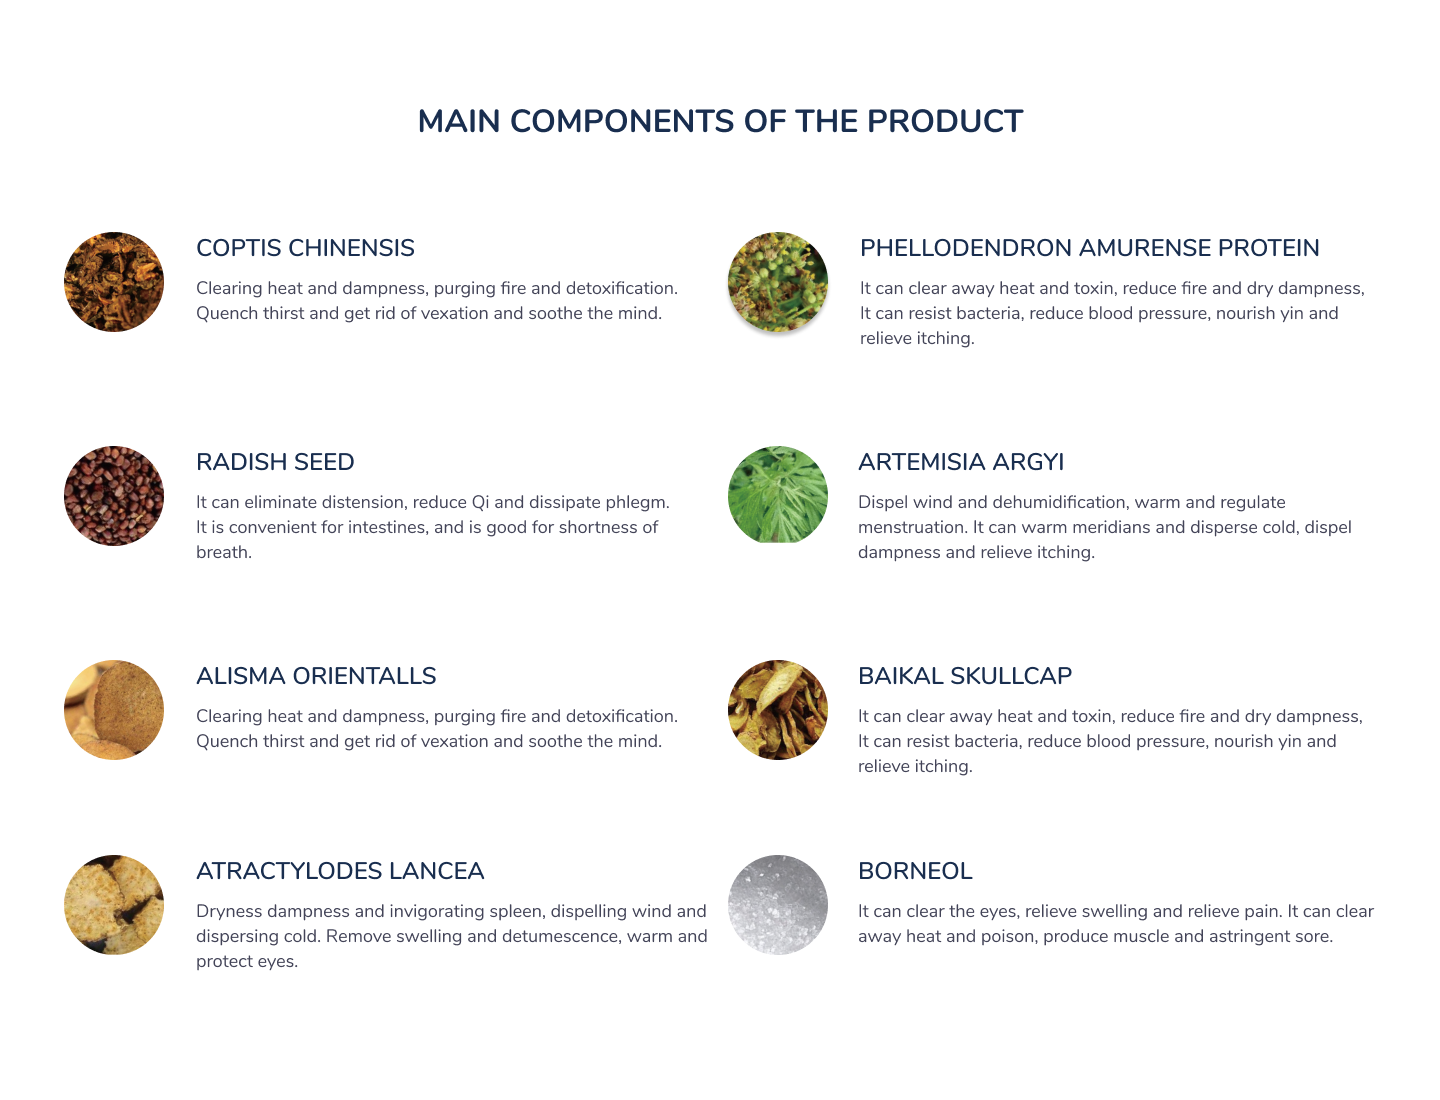 MAIN COMPONENTS OF THE PRODUCT
COPTIS CHINENSIS
Clearing heat and dampness, purging fire and detoxification.
Quench thirst and get rid of vexation and soothe the mind.
PHELLODENDRON AMURENSE PROTEIN
It can clear away heat and toxin, reduce fire and dry dampness,
It can resist bacteria, reduce blood pressure, nourish yin and
relieve itching.
RADISH SEED
It can eliminate distension, reduce Qi and dissipate phlegm.
It is convenient for intestines, and is good for shortness of
breath.
ARTEMISIA ARGYI
Dispel wind and dehumidification, warm and regulate
menstruation. It can warm meridians and disperse cold, dispel
dampness and relieve itching.
ALISMA ORIENTALLS
Clearing heat and dampness, purging fire and detoxification.
Quench thirst and get rid of vexation and soothe the mind.
BAIKAL SKULLCAP
It can clear away heat and toxin, reduce fire and dry dampness,
It can resist bacteria, reduce blood pressure, nourish yin and
relieve itching.
ATRACTYLODES LANCEA
Dryness dampness and invigorating spleen, dispelling wind and
dispersing cold. Remove swelling and detumescence, warm and
protect eyes.
BORNEOL
It can clear the eyes, relieve swelling and relieve pain. It can clear
away heat and poison, produce muscle and astringent sore.